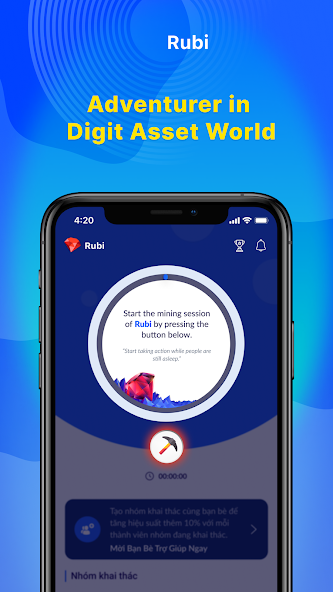 Rubi
Adventurer in
Digit Asset World
4:20
Rubi
Start the mining session
of Rubi by pressing the
button below.
"Start taking action while people are
still asleep."
00:00:00
Tạo nhóm khai thác cùng bạn bè để
tăng hiệu suất thêm 10% với mỗi
thành viên nhóm đang khai thác.
Mời Bạn Bè Trợ Giúp Ngay
Nhóm khai thác